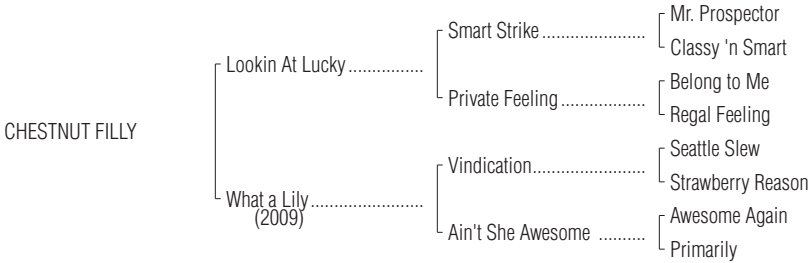 Mr. Prospector
Smart Strike ......................
Classy 'n Smart
Lookin At Lucky ................
Belong to Me
Private Feeling ..................
Regal Feeling
CHESTNUT FILLY
Seattle Slew
Vindication ........................
Strawberry Reason
What a Lily ........................
(2009)
Awesome Again
Ain't She Awesome ..........
Primarily